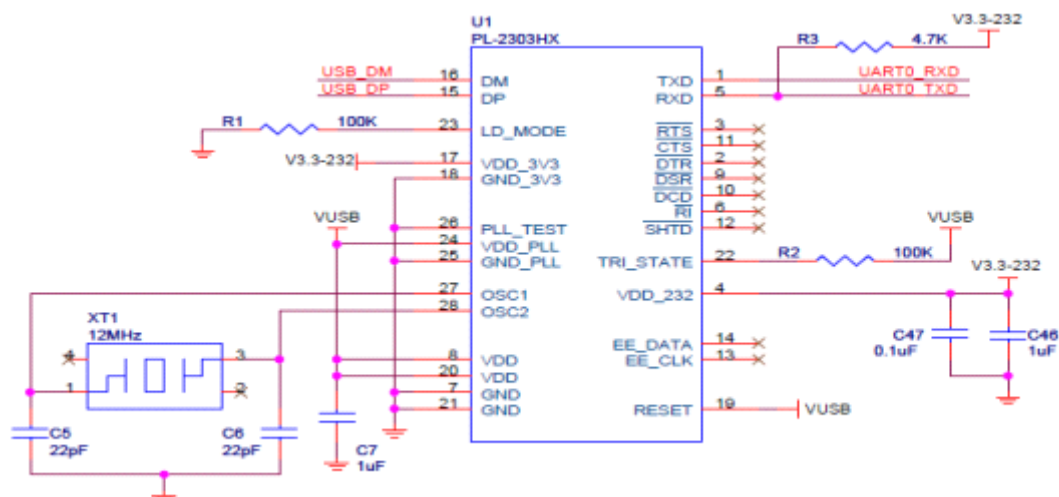 U1
PL-2303HX
V3.3-232
R3 4.7K
USB_DM 16 DM TXD 1 UART0_RXD
USB_DP 15 DP RXD 5 UART0_TXD
R1 100K 23 LD_MODE RTS 3
CTS 11
V3.3-232 17 VDD_3V3 DTR 2
18 GND_3V3 DSR 9
DCD 10
RI 6
VUSB 26 PLL_TEST SHTD 12 VUSB
24 VDD_PLL
25 GND_PLL TRI_STATE 22 R2 100K
V3.3-232
27 OSC1 VDD_232 4
28 OSC2
XT1
12MHz
4 3 EE_DATA 14 C47 C46
8 VDD EE_CLK 13 0.1uF 1uF
20 VDD
1 2 7 GND
21 GND RESET 19 VUSB
C5 C6
22pF 22pF C7
1uF